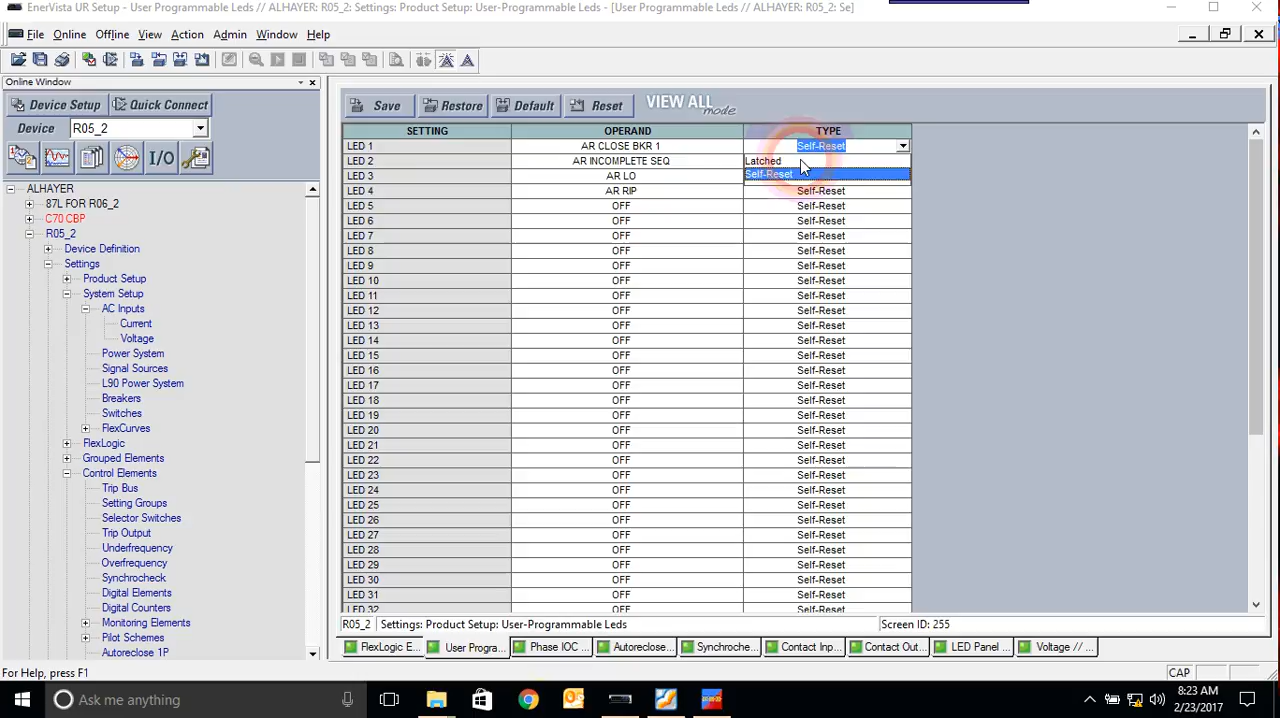 EnerVista UR Setup - User Programmable Leds // ALHAYER: R05_2: Settings: Product Setup: User-Programmable Leds - [User Programmable Leds // ALHAYER: R05_2: Se]
File Online Offline View Action Admin Window Help
Online Window
Device Setup Quick Connect
Device R05_2
I/O
ALHAYER
87L FOR R06_2
C70 CBP
R05_2
Device Definition
Settings
Product Setup
System Setup
AC Inputs
Current
Voltage
Power System
Signal Sources
L90 Power System
Breakers
Switches
FlexCurves
FlexLogic
Grouped Elements
Control Elements
Trip Bus
Setting Groups
Selector Switches
Trip Output
Underfrequency
Overfrequency
Synchrocheck
Digital Elements
Digital Counters
Monitoring Elements
Pilot Schemes
Autoreclose 1P
Save Restore Default Reset VIEW ALL mode
SETTING OPERAND TYPE
LED 1 AR CLOSE BKR 1 Self-Reset
LED 2 AR INCOMPLETE SEQ Latched
LED 3 AR LO Self-Reset
LED 4 AR RIP Self-Reset
LED 5 OFF Self-Reset
LED 6 OFF Self-Reset
LED 7 OFF Self-Reset
LED 8 OFF Self-Reset
LED 9 OFF Self-Reset
LED 10 OFF Self-Reset
LED 11 OFF Self-Reset
LED 12 OFF Self-Reset
LED 13 OFF Self-Reset
LED 14 OFF Self-Reset
LED 15 OFF Self-Reset
LED 16 OFF Self-Reset
LED 17 OFF Self-Reset
LED 18 OFF Self-Reset
LED 19 OFF Self-Reset
LED 20 OFF Self-Reset
LED 21 OFF Self-Reset
LED 22 OFF Self-Reset
LED 23 OFF Self-Reset
LED 24 OFF Self-Reset
LED 25 OFF Self-Reset
LED 26 OFF Self-Reset
LED 27 OFF Self-Reset
LED 28 OFF Self-Reset
LED 29 OFF Self-Reset
LED 30 OFF Self-Reset
LED 31 OFF Self-Reset
LED 32 OFF Self-Reset
R05_2 Settings: Product Setup: User-Programmable Leds Screen ID: 255
FlexLogic E... User Progra... Phase IOC ... Autoreclose... Synchroche... Contact Inp... Contact Out... LED Panel ... Voltage // ...
For Help, press F1 CAP
Ask me anything
8:23 AM
2/23/2017